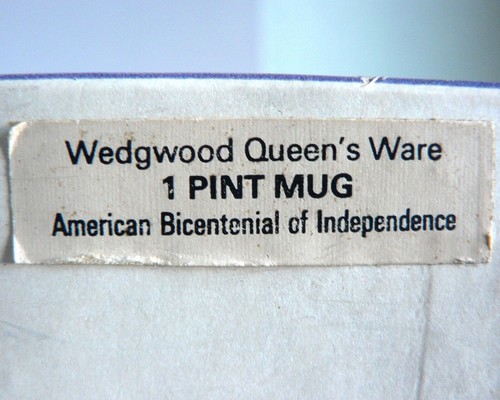 Wedgwood Queen's Ware
1 PINT MUG
American Bicentenial of Independence